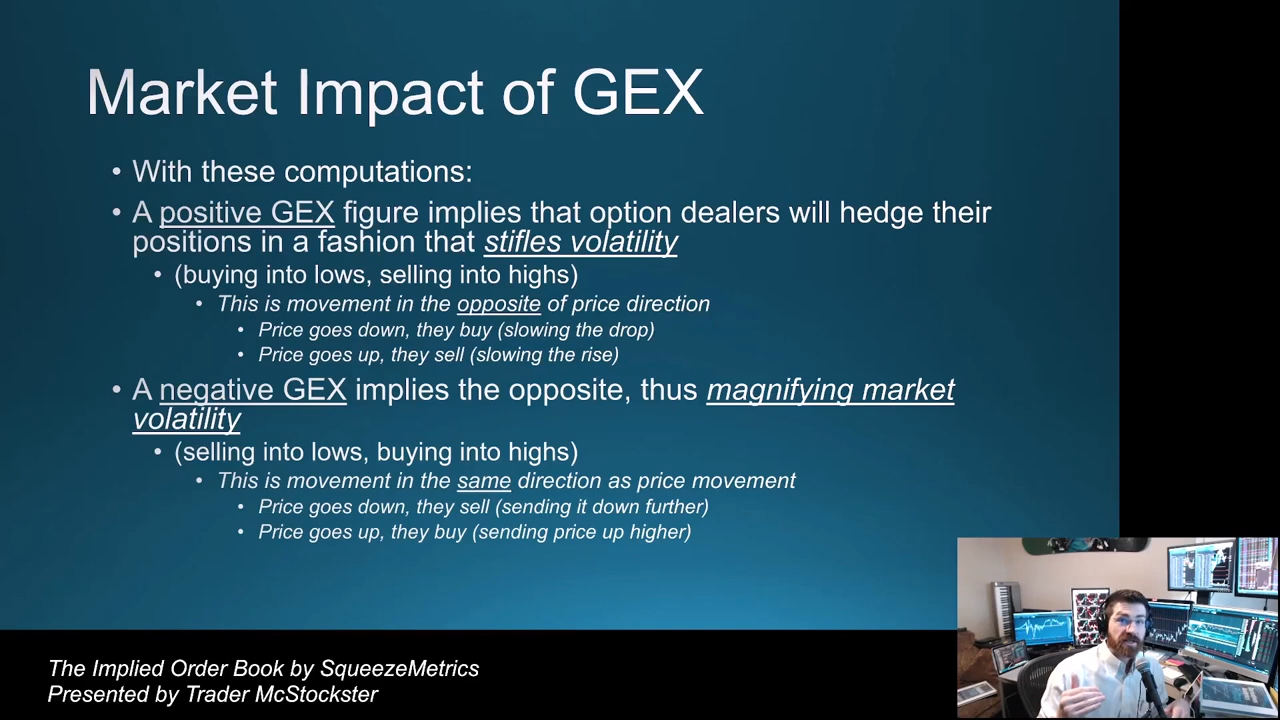 Market Impact of GEX
• With these computations:
• A positive GEX figure implies that option dealers will hedge their
positions in a fashion that stifles volatility
• (buying into lows, selling into highs)
• This is movement in the opposite of price direction
• Price goes down, they buy (slowing the drop)
• Price goes up, they sell (slowing the rise)
• A negative GEX implies the opposite, thus magnifying market
volatility
• (selling into lows, buying into highs)
• This is movement in the same direction as price movement
• Price goes down, they sell (sending it down further)
• Price goes up, they buy (sending price up higher)
The Implied Order Book by SqueezeMetrics
Presented by Trader McStockster